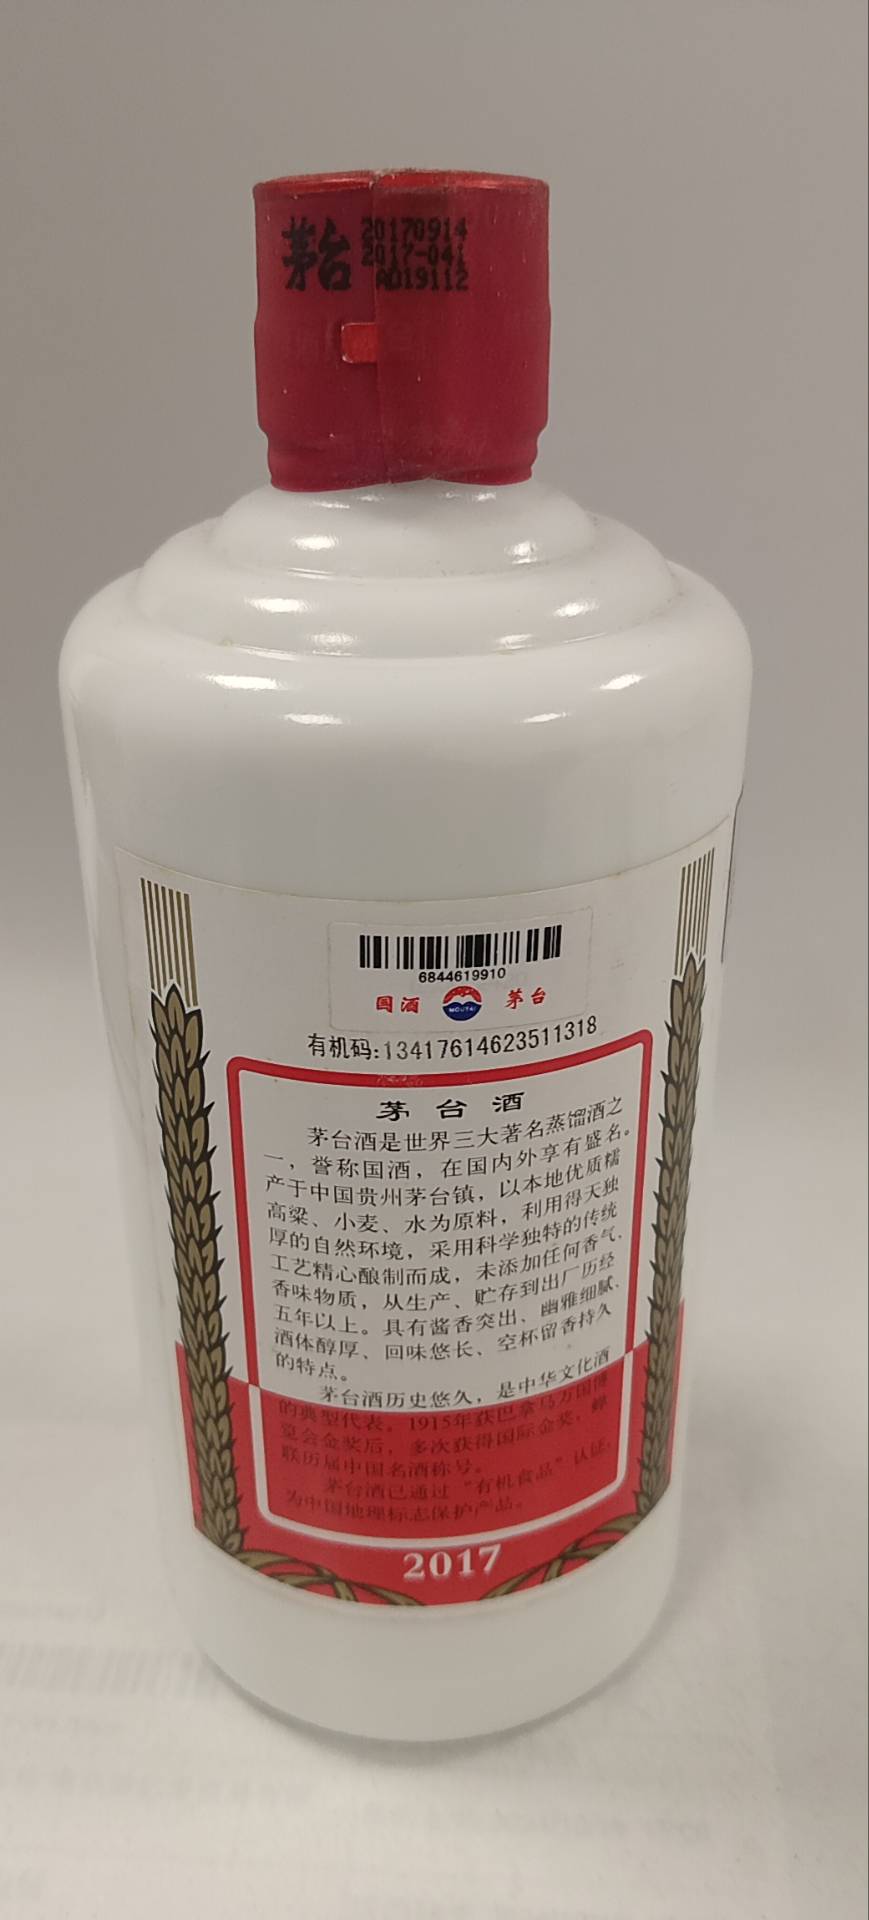 茅台
20170914
2017-041
AD19112
6844619910
国酒 MOUTAI 茅台
有机码:13417614623511318
茅台酒
茅台酒是世界三大著名蒸馏酒之
一，誉称国酒，在国内外享有盛名。
产于中国贵州茅台镇，以本地优质糯
高粱、小麦、水为原料，利用得天独
厚的自然环境，采用科学独特的传统
工艺精心酿制而成，未添加任何香气、
香味物质，从生产、贮存到出厂历经
五年以上。具有酱香突出、幽雅细腻、
酒体醇厚、回味悠长、空杯留香持久
的特点。
茅台酒历史悠久，是中华文化酒
的典型代表。1915年获巴拿马万国博
览会金奖后，多次获得国际金奖，蝉
联历届中国名酒称号。
茅台酒已通过“有机食品”认证，
为中国地理标志保护产品。
2017